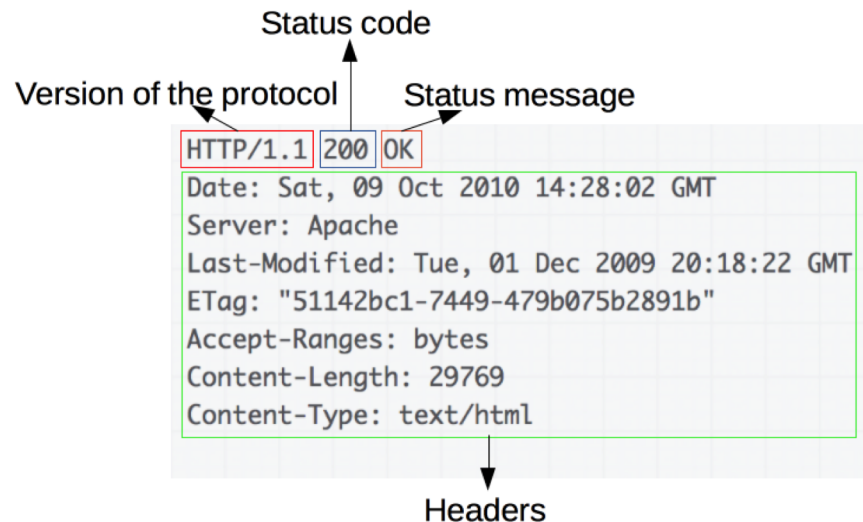 Status code
Version of the protocol Status message
HTTP/1.1 200 OK
Date: Sat, 09 Oct 2010 14:28:02 GMT
Server: Apache
Last-Modified: Tue, 01 Dec 2009 20:18:22 GMT
ETag: "51142bc1-7449-479b075b2891b"
Accept-Ranges: bytes
Content-Length: 29769
Content-Type: text/html
Headers